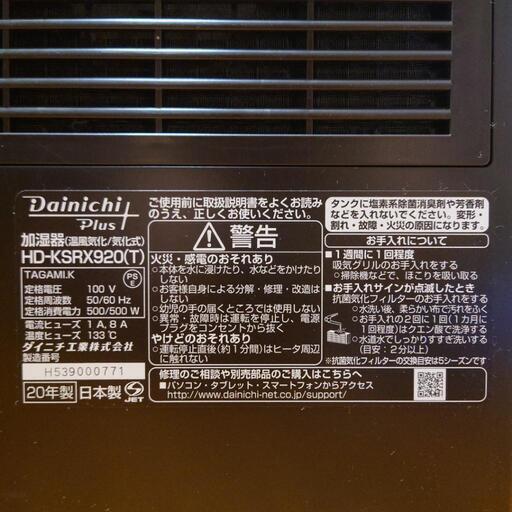 Dainichi
Plus
加湿器(温風気化/気化式)
HD-KSRX920(T)
TAGAMI.K
定格電圧 100 V
定格周波数 50/60 Hz
定格消費電力 500/500 W
電流ヒューズ 1 A, 8 A
温度ヒューズ 133℃
ダイニチ工業株式会社
製造番号
H539000771
20年製 日本製 JET
PS
E
ご使用前に取扱説明書をよくお読み
のうえ、正しくお使いください。
警告
火災・感電のおそれあり
•本体を水に浸けたり、水などをかけたり
しない
•お客様自身による分解・修理・改造は
しない
•幼児の手の届くところでは使わない
•異常・故障時は運転を停止し、電源
プラグをコンセントから抜く
やけどのおそれあり
•運転停止直後(約1分間)はヒータ周辺
に触れない
タンクに塩素系除菌消臭剤や芳香剤
などを入れないでください。変形・
割れ・故障・火災の原因になります。
お手入れについて
■1週間に1回程度
吸気グリルのお手入れをする
•掃除機などで、ほこりを吸い取る
■お手入れサインが点滅したとき
抗菌気化フィルターのお手入れをする
•水洗い後、柔らかい布で汚れをふく
•2回に1回程度(1カ月に
1回程度)はクエン酸で洗浄する
•水道水でしっかりすすぎ洗いする
(目安：2分以上)
*抗菌気化フィルターの交換目安は5シーズンです
修理のご相談や別売部品のご購入はこちらへ
■パソコン・タブレット・スマートフォンからアクセス
http://www.dainichi-net.co.jp/support/